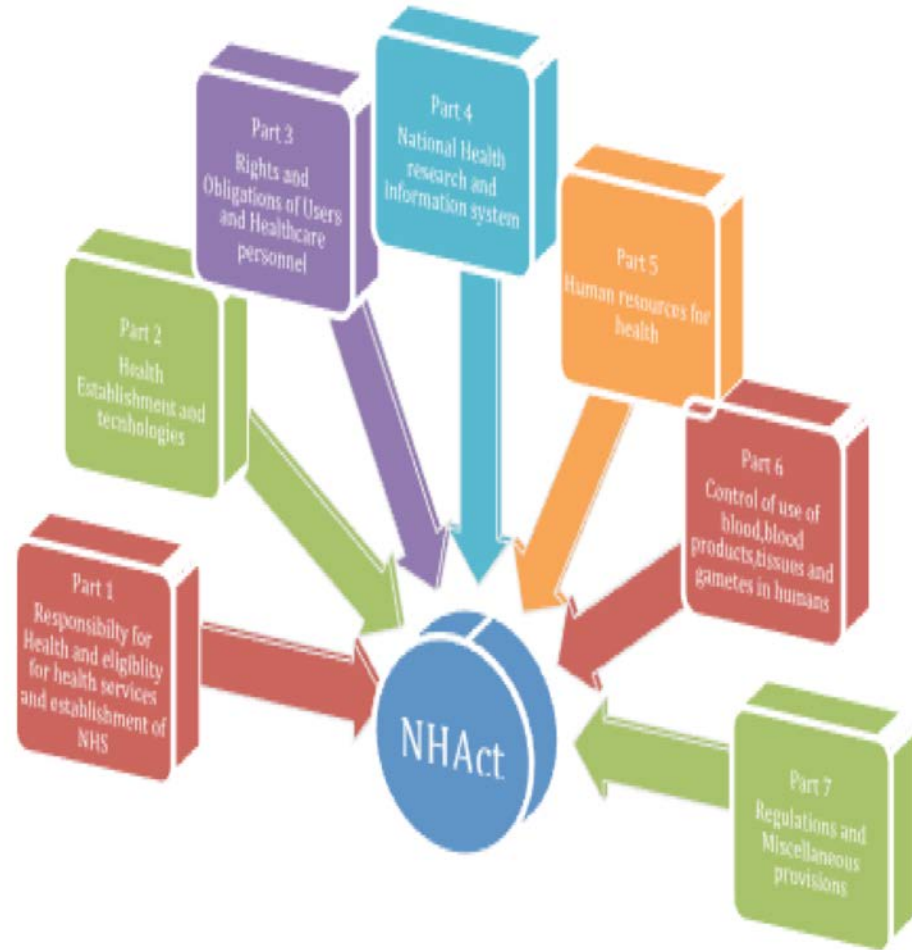 Part 1
Responsibilty for
Health and eligiblity
for health services
and establishment of
NHS
Part 2
Health
Establishment and
tecnhologies
Part 3
Rights and
Obligations of Users
and Healthcare
personnel
Part 4
National Health
research and
information system
Part 5
Human resources for
health
Part 6
Control of use of
blood,blood
products,tissues and
gametes in humans
Part 7
Regulations and
Miscellaneous
provisions
NHAct